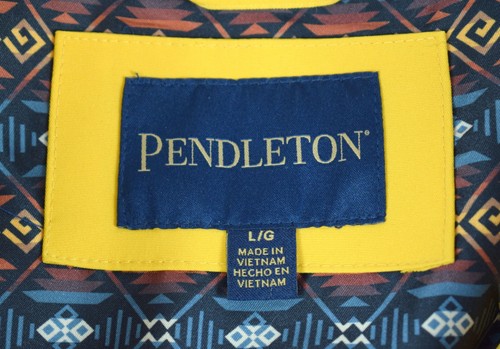 PENDLETON®
L/G
MADE IN
VIETNAM
HECHO EN
VIETNAM